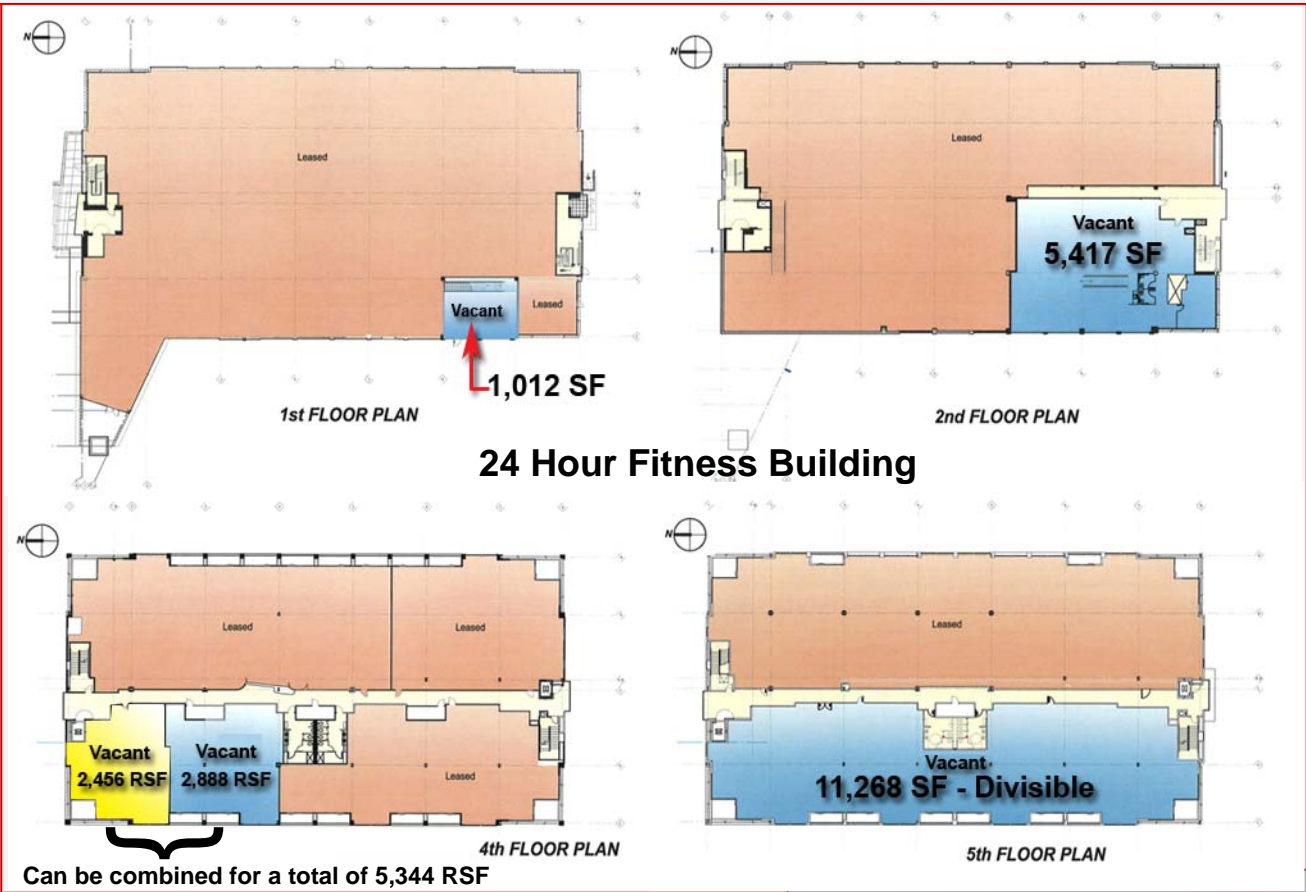 N
Leased
Vacant
Leased
1,012 SF
1st FLOOR PLAN
N
Leased
Vacant
5,417 SF
2nd FLOOR PLAN
24 Hour Fitness Building
N
Leased
Leased
Vacant
2,456 RSF
Vacant
2,888 RSF
Leased
4th FLOOR PLAN
Can be combined for a total of 5,344 RSF
N
Leased
Vacant
11,268 SF - Divisible
5th FLOOR PLAN